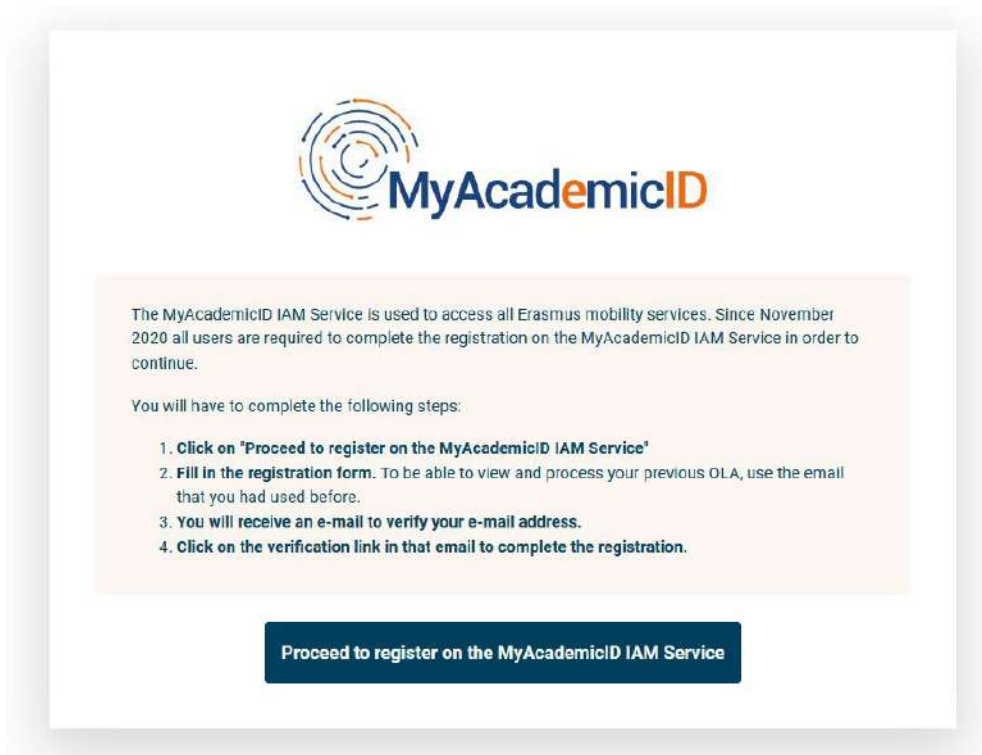 MyAcademicID
The MyAcademicID IAM Service is used to access all Erasmus mobility services. Since November
2020 all users are required to complete the registration on the MyAcademicID IAM Service in order to
continue.
You will have to complete the following steps:
1. Click on "Proceed to register on the MyAcademicID IAM Service"
2. Fill in the registration form. To be able to view and process your previous OLA, use the email
that you had used before.
3. You will receive an e-mail to verify your e-mail address.
4. Click on the verification link in that email to complete the registration.
Proceed to register on the MyAcademicID IAM Service